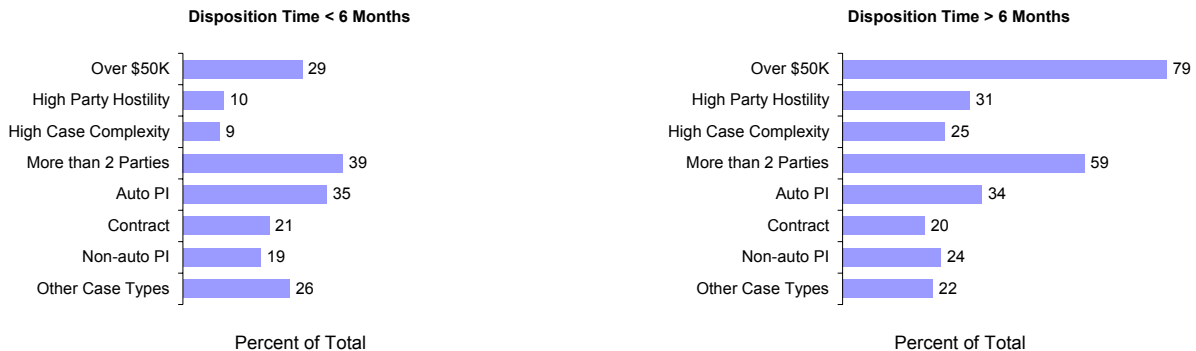 Disposition Time < 6 Months
Over $50K 29
High Party Hostility 10
High Case Complexity 9
More than 2 Parties 39
Auto PI 35
Contract 21
Non-auto PI 19
Other Case Types 26
Percent of Total
Disposition Time > 6 Months
Over $50K 79
High Party Hostility 31
High Case Complexity 25
More than 2 Parties 59
Auto PI 34
Contract 20
Non-auto PI 24
Other Case Types 22
Percent of Total